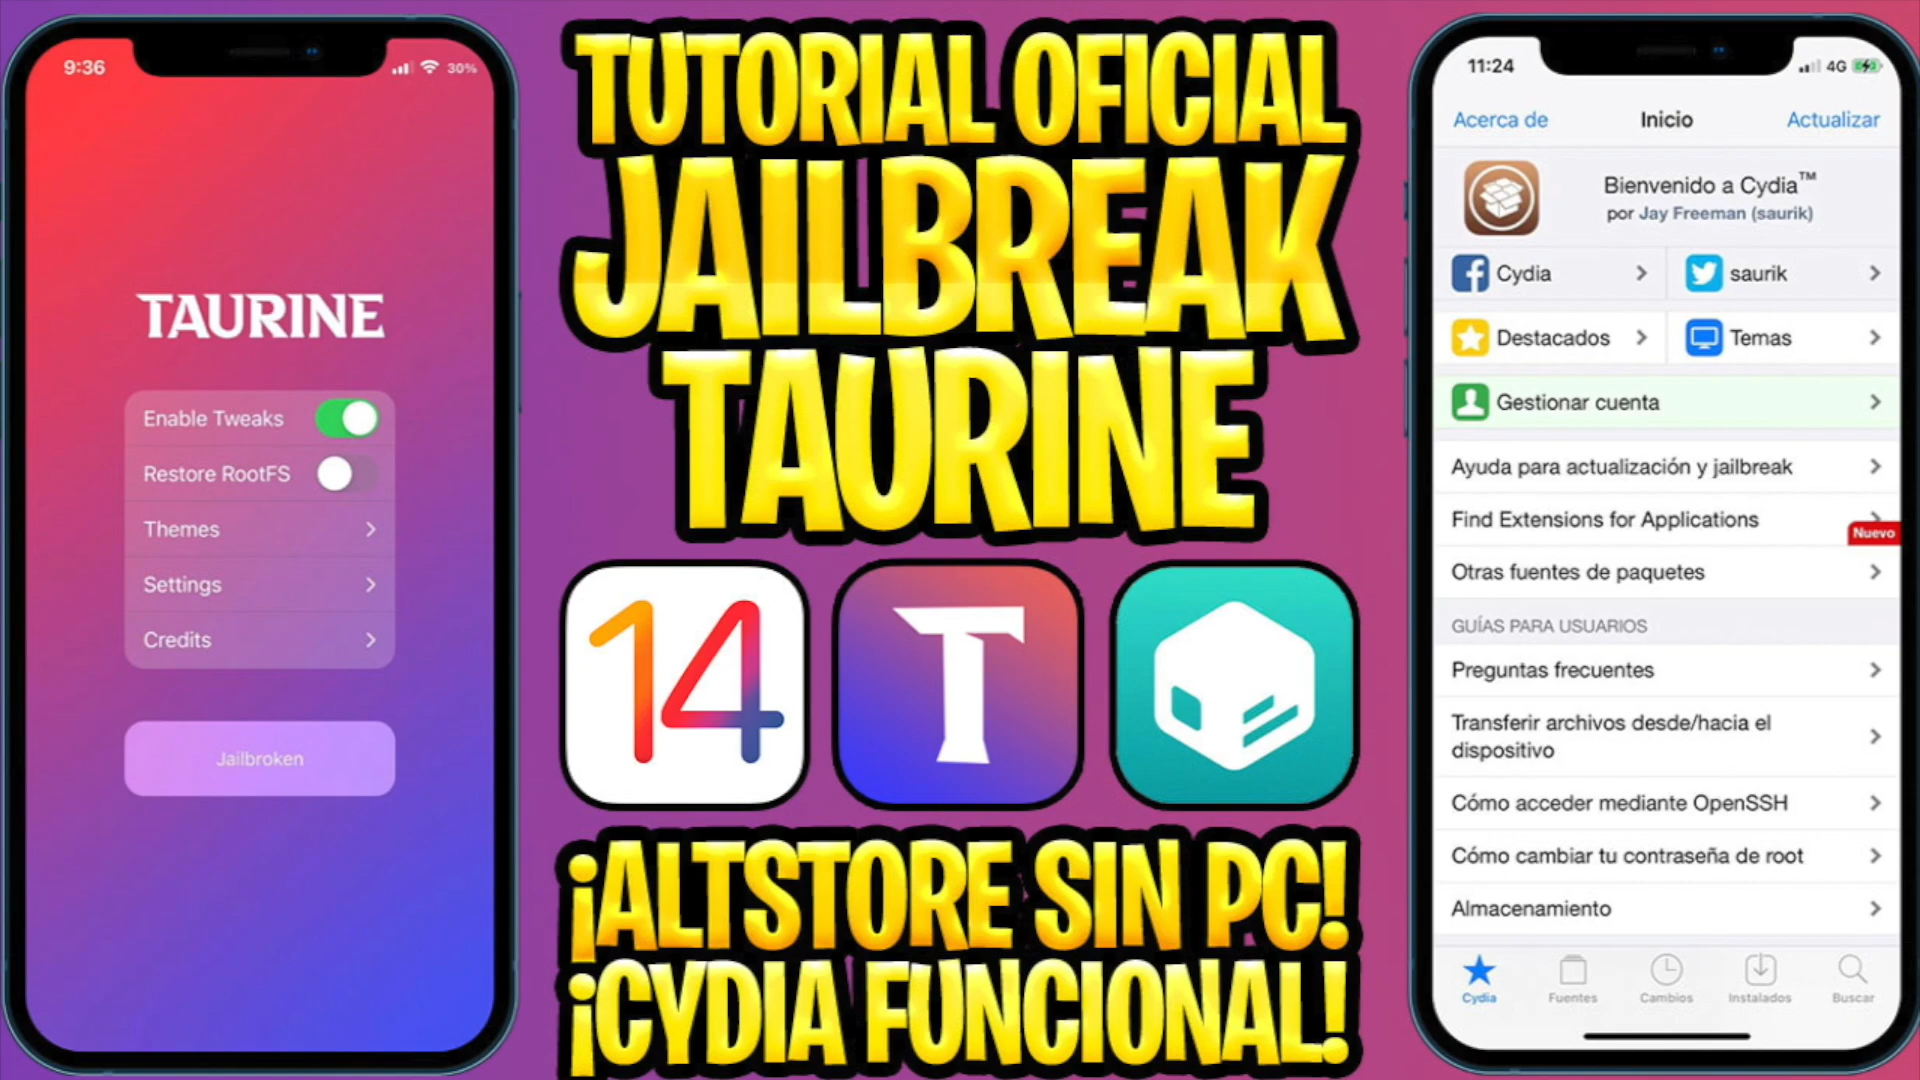 9:36
30%
TAURINE
Enable Tweaks
Restore RootFS
Themes
Settings
Credits
Jailbroken
TUTORIAL OFICIAL
JAILBREAK
TAURINE
14
T
¡ALTSTORE SIN PC!
¡CYDIA FUNCIONAL!
11:24
4G
Acerca de
Inicio
Actualizar
Bienvenido a Cydia™
por Jay Freeman (saurik)
Cydia
saurik
Destacados
Temas
Gestionar cuenta
Ayuda para actualización y jailbreak
Find Extensions for Applications
Nuevo
Otras fuentes de paquetes
GUÍAS PARA USUARIOS
Preguntas frecuentes
Transferir archivos desde/hacia el
dispositivo
Cómo acceder mediante OpenSSH
Cómo cambiar tu contraseña de root
Almacenamiento
Cydia
Fuentes
Cambios
Instalados
Buscar